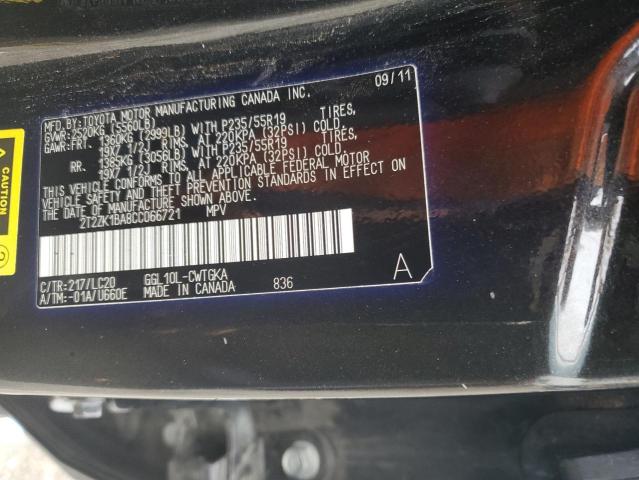 MFD.BY:TOYOTA MOTOR MANUFACTURING CANADA INC. 09/11
GVWR:2520KG (5560LB)
GAWR:FRT. 1360KG (2999LB) WITH P235/55R19 TIRES,
19X7 1/2J RIMS, AT 220KPA (32PSI) COLD.
RR. 1385KG (3056LB) WITH P235/55R19 TIRES,
19X7 1/2J RIMS, AT 220KPA (32PSI) COLD.
THIS VEHICLE CONFORMS TO ALL APPLICABLE FEDERAL MOTOR
VEHICLE SAFETY AND THEFT PREVENTION STANDARDS IN EFFECT ON
THE DATE OF MANUFACTURE SHOWN ABOVE.
2T2ZK1BA8CC066721 MPV
C/TR:217/LC20 GGL10L-CWTGKA
A/TM:-01A/U660E MADE IN CANADA 836 A
CAUTION